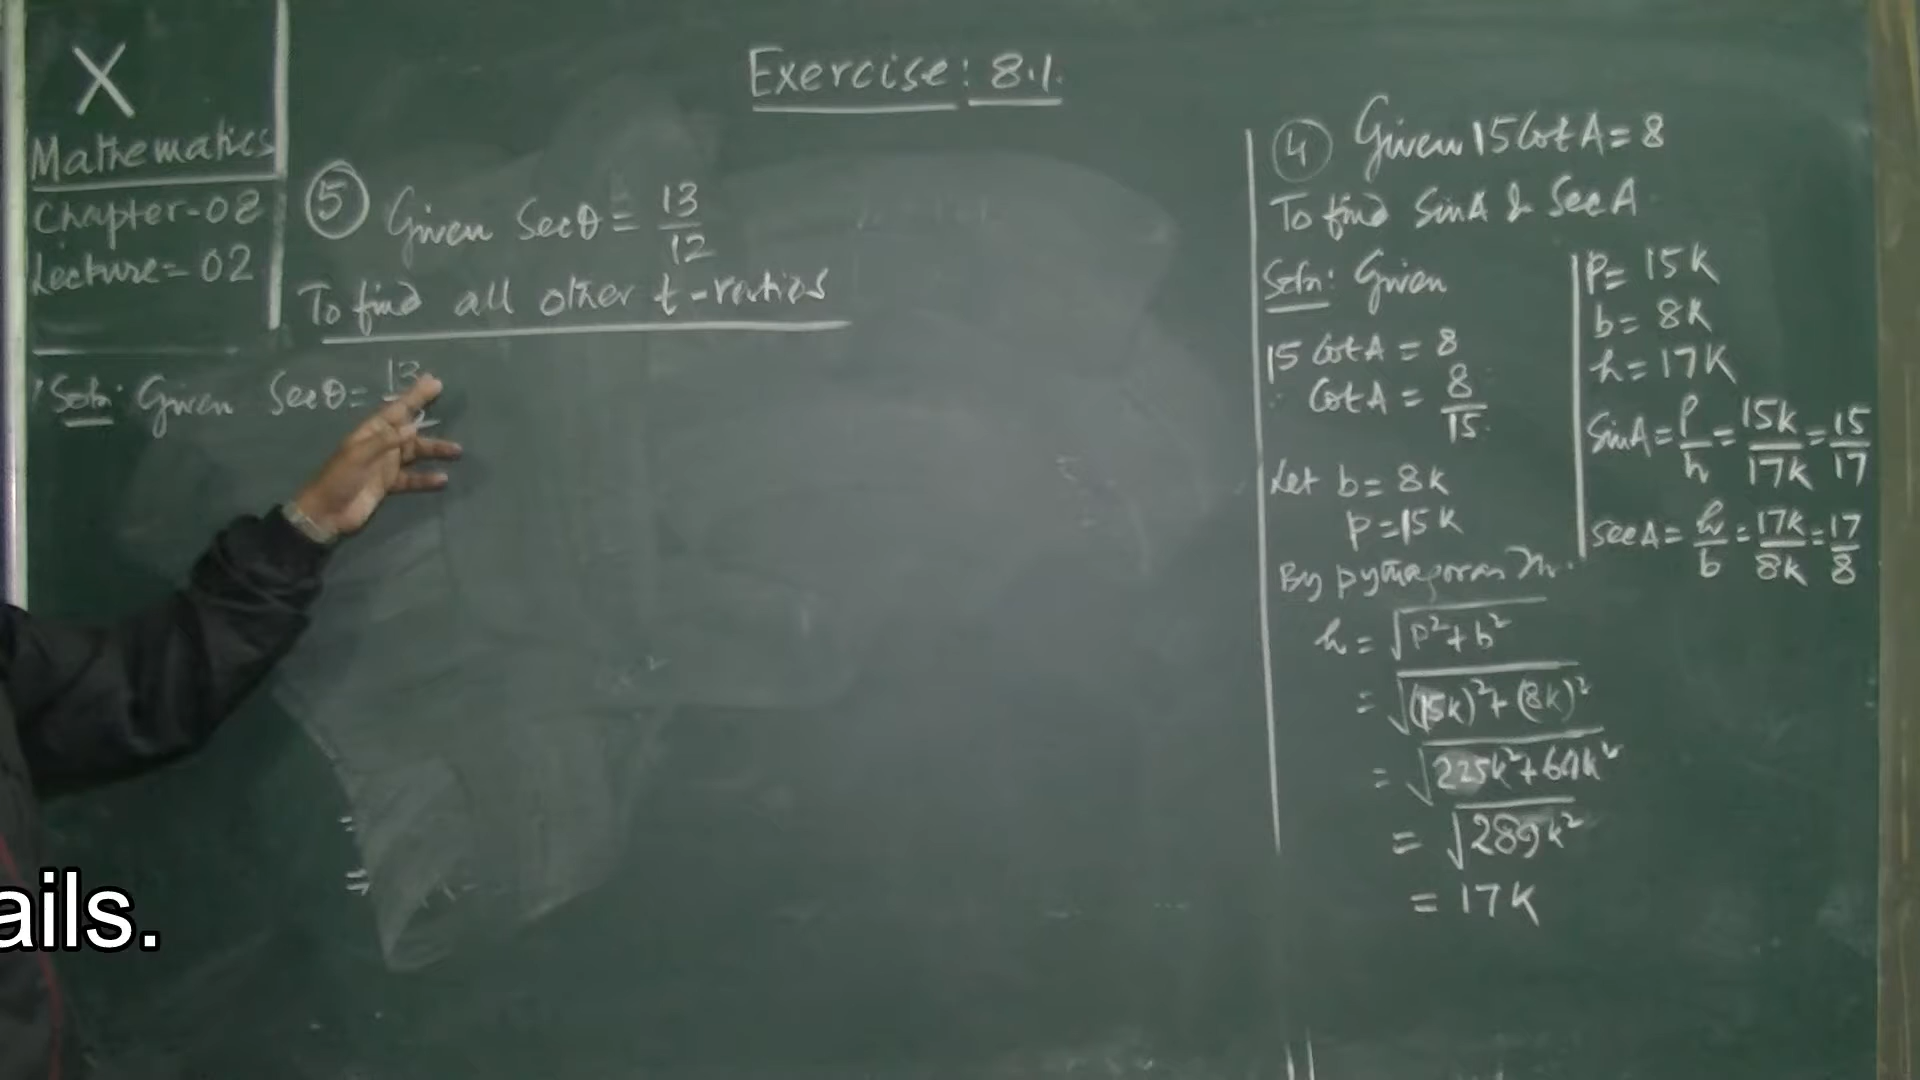 X
Mathematics
Chapter-08
Lecture-02
Exercise: 8.1.
5 Given Secθ = 13/12
To find all other t-ratios
Soln: Given Secθ = 13
=
=
4 Given 15 Cot A = 8
To find Sin A & Sec A.
Soln: Given
15 Cot A = 8
Cot A = 8/15.
Let b = 8k
P = 15k
By
h = √P²+b²
= √(15k)²+(8k)²
= √225k²+64k²
= √289k²
= 17k
P = 15k
b = 8k
h = 17k
Sin A = P/h = 15k/17k = 15/17
Sec A = h/b = 17k/8k = 17/8
ails.